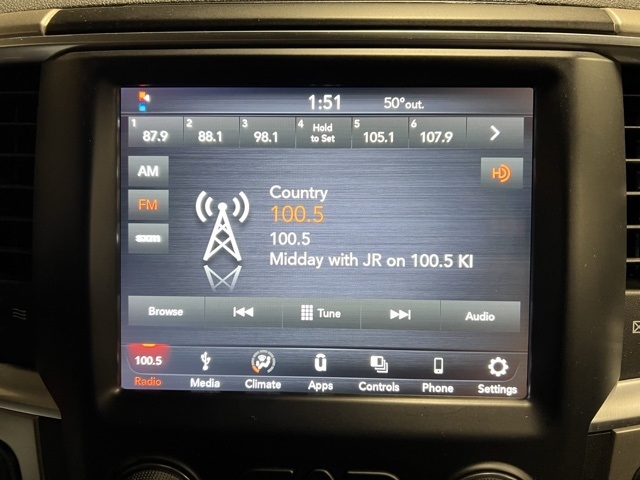 1:51 50°out.
1 87.9 2 88.1 3 98.1 4 Hold to Set 5 105.1 6 107.9
AM
HD
FM
sxm
Country
100.5
100.5
Midday with JR on 100.5 KI
Browse Tune Audio
100.5
Radio Media Climate Apps Controls Phone Settings